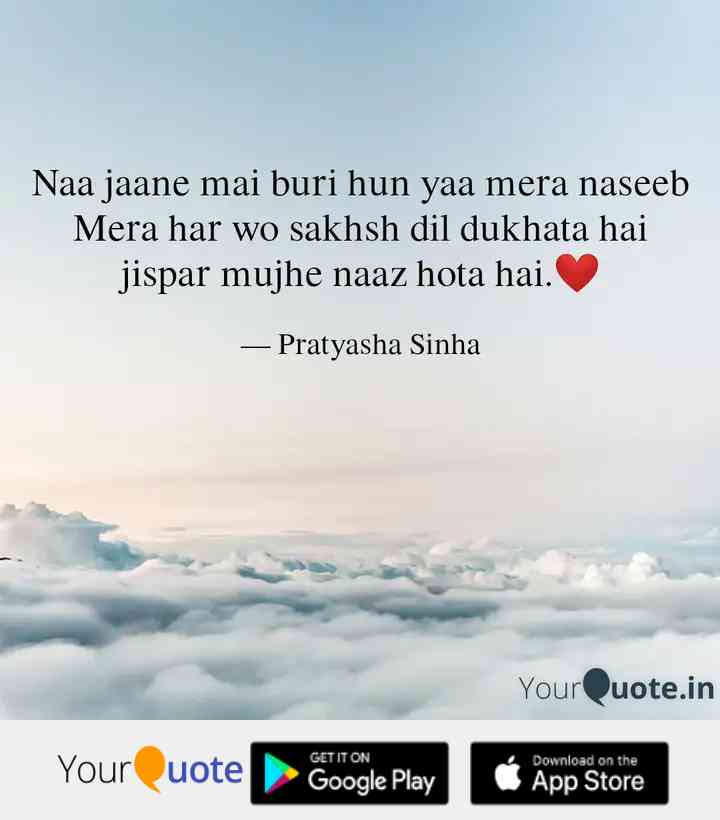 Naa jaane mai buri hun yaa mera naseeb
Mera har wo sakhsh dil dukhata hai
jispar mujhe naaz hota hai.❤️
— Pratyasha Sinha
YourQuote.in
YourQuote
GET IT ON
Google Play
Download on the
App Store